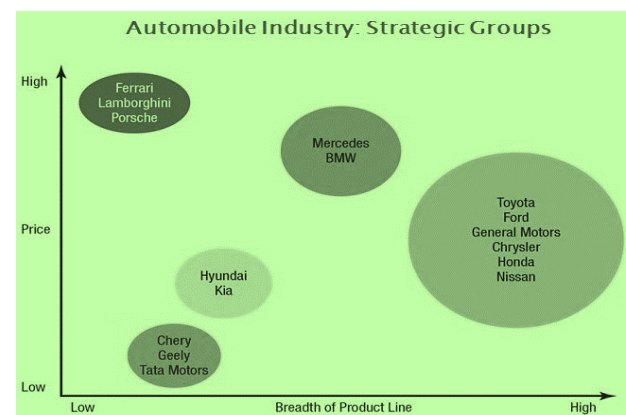 Automobile Industry: Strategic Groups
High
Ferrari
Lamborghini
Porsche
Mercedes
BMW
Toyota
Ford
General Motors
Chrysler
Honda
Nissan
Price
Hyundai
Kia
Chery
Geely
Tata Motors
Low
Low
Breadth of Product Line
High